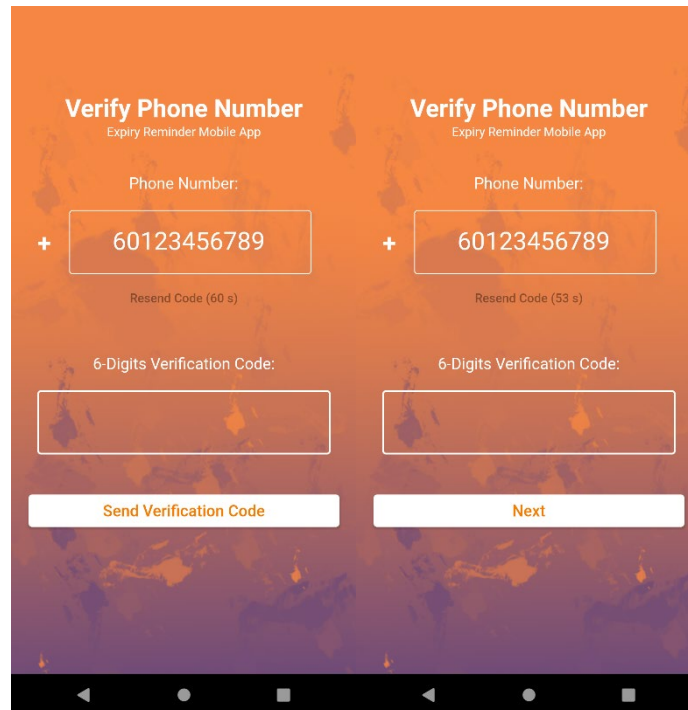 Verify Phone Number
Expiry Reminder Mobile App
Phone Number:
+ 60123456789
Resend Code (60 s)
6-Digits Verification Code:
Send Verification Code
Verify Phone Number
Expiry Reminder Mobile App
Phone Number:
+ 60123456789
Resend Code (53 s)
6-Digits Verification Code:
Next